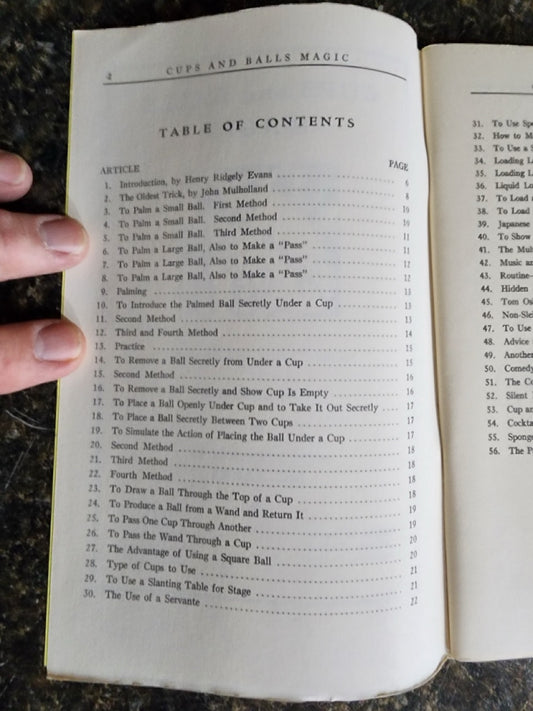 2 CUPS AND BALLS MAGIC
TABLE OF CONTENTS
ARTICLE PAGE
1. Introduction, by Henry Ridgely Evans 6
2. The Oldest Trick, by John Mulholland 8
3. To Palm a Small Ball. First Method 10
4. To Palm a Small Ball. Second Method 10
5. To Palm a Small Ball. Third Method 11
6. To Palm a Large Ball, Also to Make a "Pass" 11
7. To Palm a Large Ball, Also to Make a "Pass" 12
8. To Palm a Large Ball, Also to Make a "Pass" 12
9. Palming 13
10. To Introduce the Palmed Ball Secretly Under a Cup 13
11. Second Method 13
12. Third and Fourth Method 14
13. Practice 15
14. To Remove a Ball Secretly from Under a Cup 15
15. Second Method 16
16. To Remove a Ball Secretly and Show Cup Is Empty 16
17. To Place a Ball Openly Under Cup and to Take It Out Secretly 17
18. To Place a Ball Secretly Between Two Cups 17
19. To Simulate the Action of Placing the Ball Under a Cup 17
20. Second Method 18
21. Third Method 18
22. Fourth Method 18
23. To Draw a Ball Through the Top of a Cup 18
24. To Produce a Ball from a Wand and Return It 19
25. To Pass One Cup Through Another 19
26. To Pass the Wand Through a Cup 20
27. The Advantage of Using a Square Ball 20
28. Type of Cups to Use 21
29. To Use a Slanting Table for Stage 21
30. The Use of a Servante 22
31. To Use
32. How to
33. To Use a
34. Loading
35. Loading
36. Liquid
37. To Load
38. To Load
39. Japanese
40. To Show
41. The
42. Music
43. Routine
44. Hidden
45. Tom
46.
47. To Use
48. Advice
49. Another
50. Comedy
51. The
52. Silent
53. Cup
54.
55.
56. The